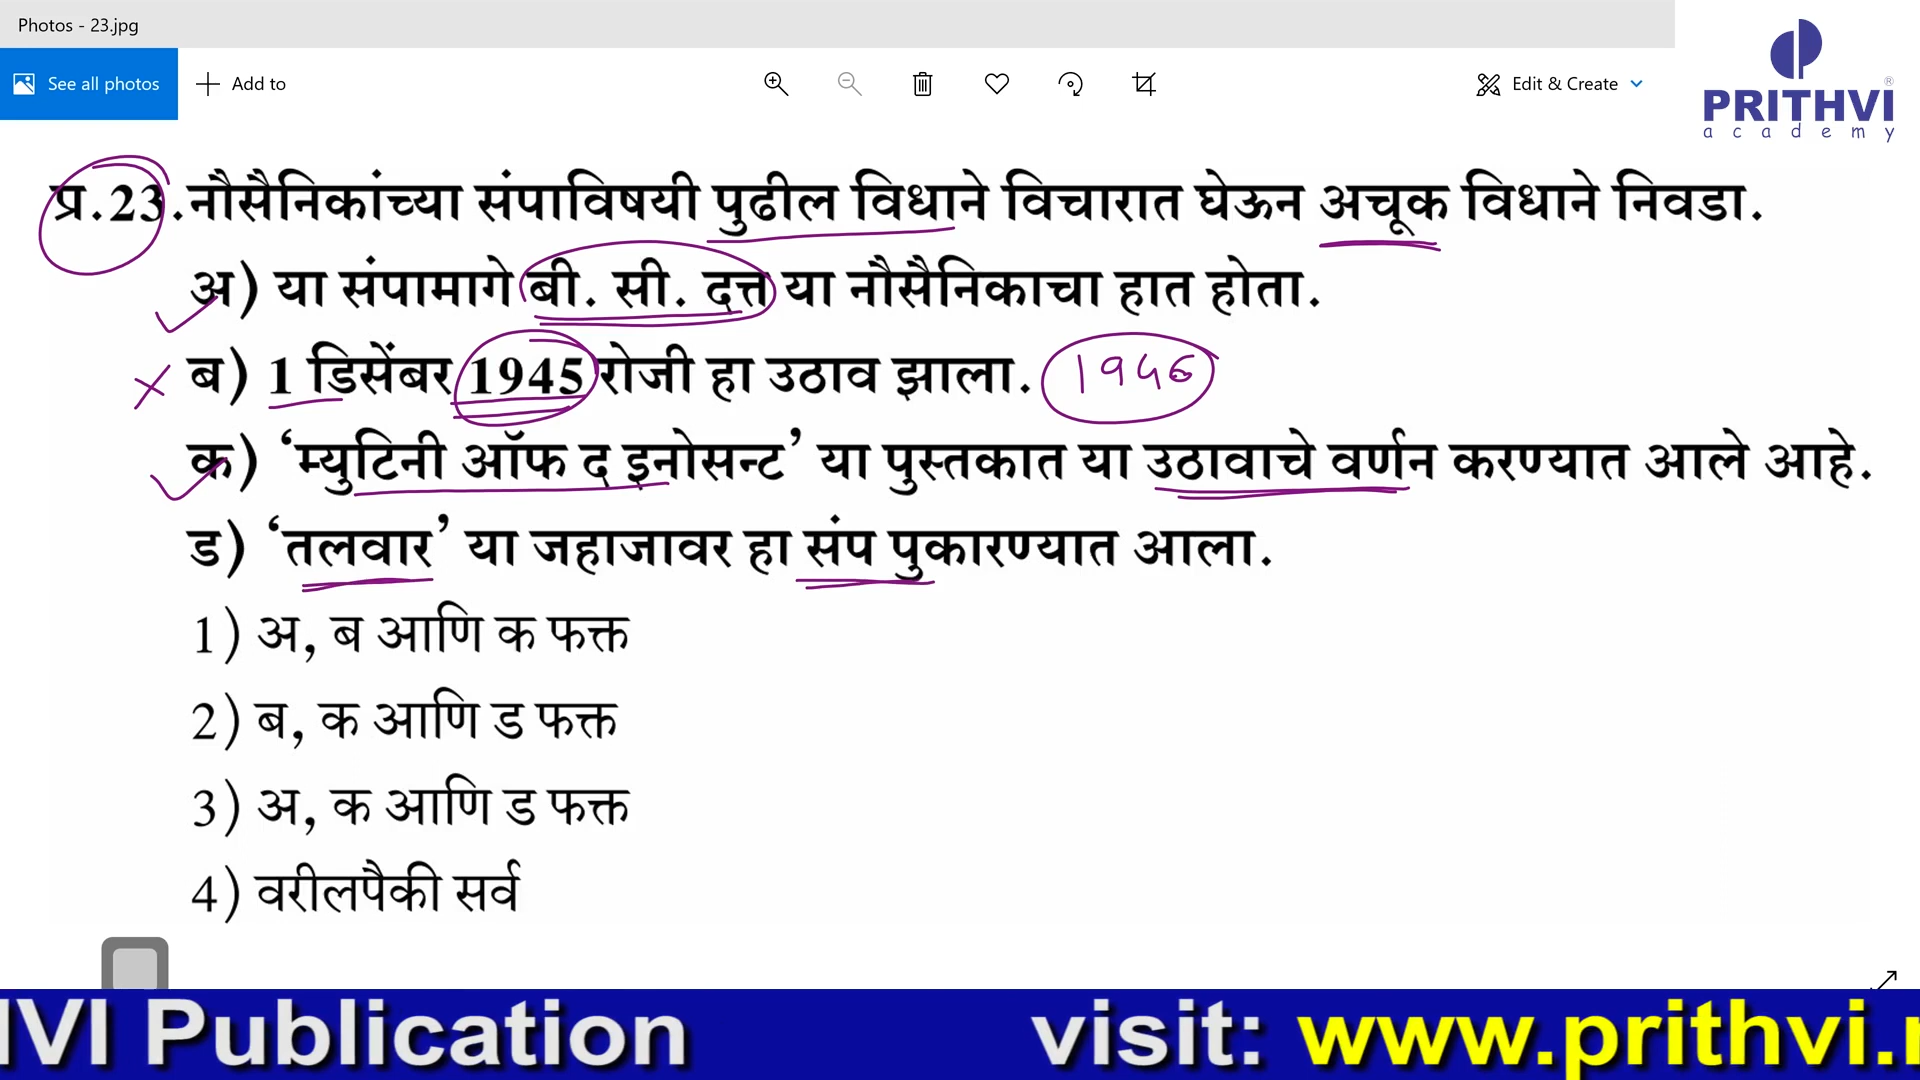 Photos - 23.jpg
See all photos
Add to
Edit & Create
PRITHVI
academy
प्र.23.नौसैनिकांच्या संपाविषयी पुढील विधाने विचारात घेऊन अचूक विधाने निवडा.
अ) या संपामागे बी. सी. दत्त या नौसैनिकाचा हात होता.
ब) 1 डिसेंबर 1945 रोजी हा उठाव झाला. 1946
क) ‘म्युटिनी ऑफ द इनोसन्ट’ या पुस्तकात या उठावाचे वर्णन करण्यात आले आहे.
ड) ‘तलवार’ या जहाजावर हा संप पुकारण्यात आला.
1) अ, ब आणि क फक्त
2) ब, क आणि ड फक्त
3) अ, क आणि ड फक्त
4) वरीलपैकी सर्व
VI Publication visit: www.prithvi.